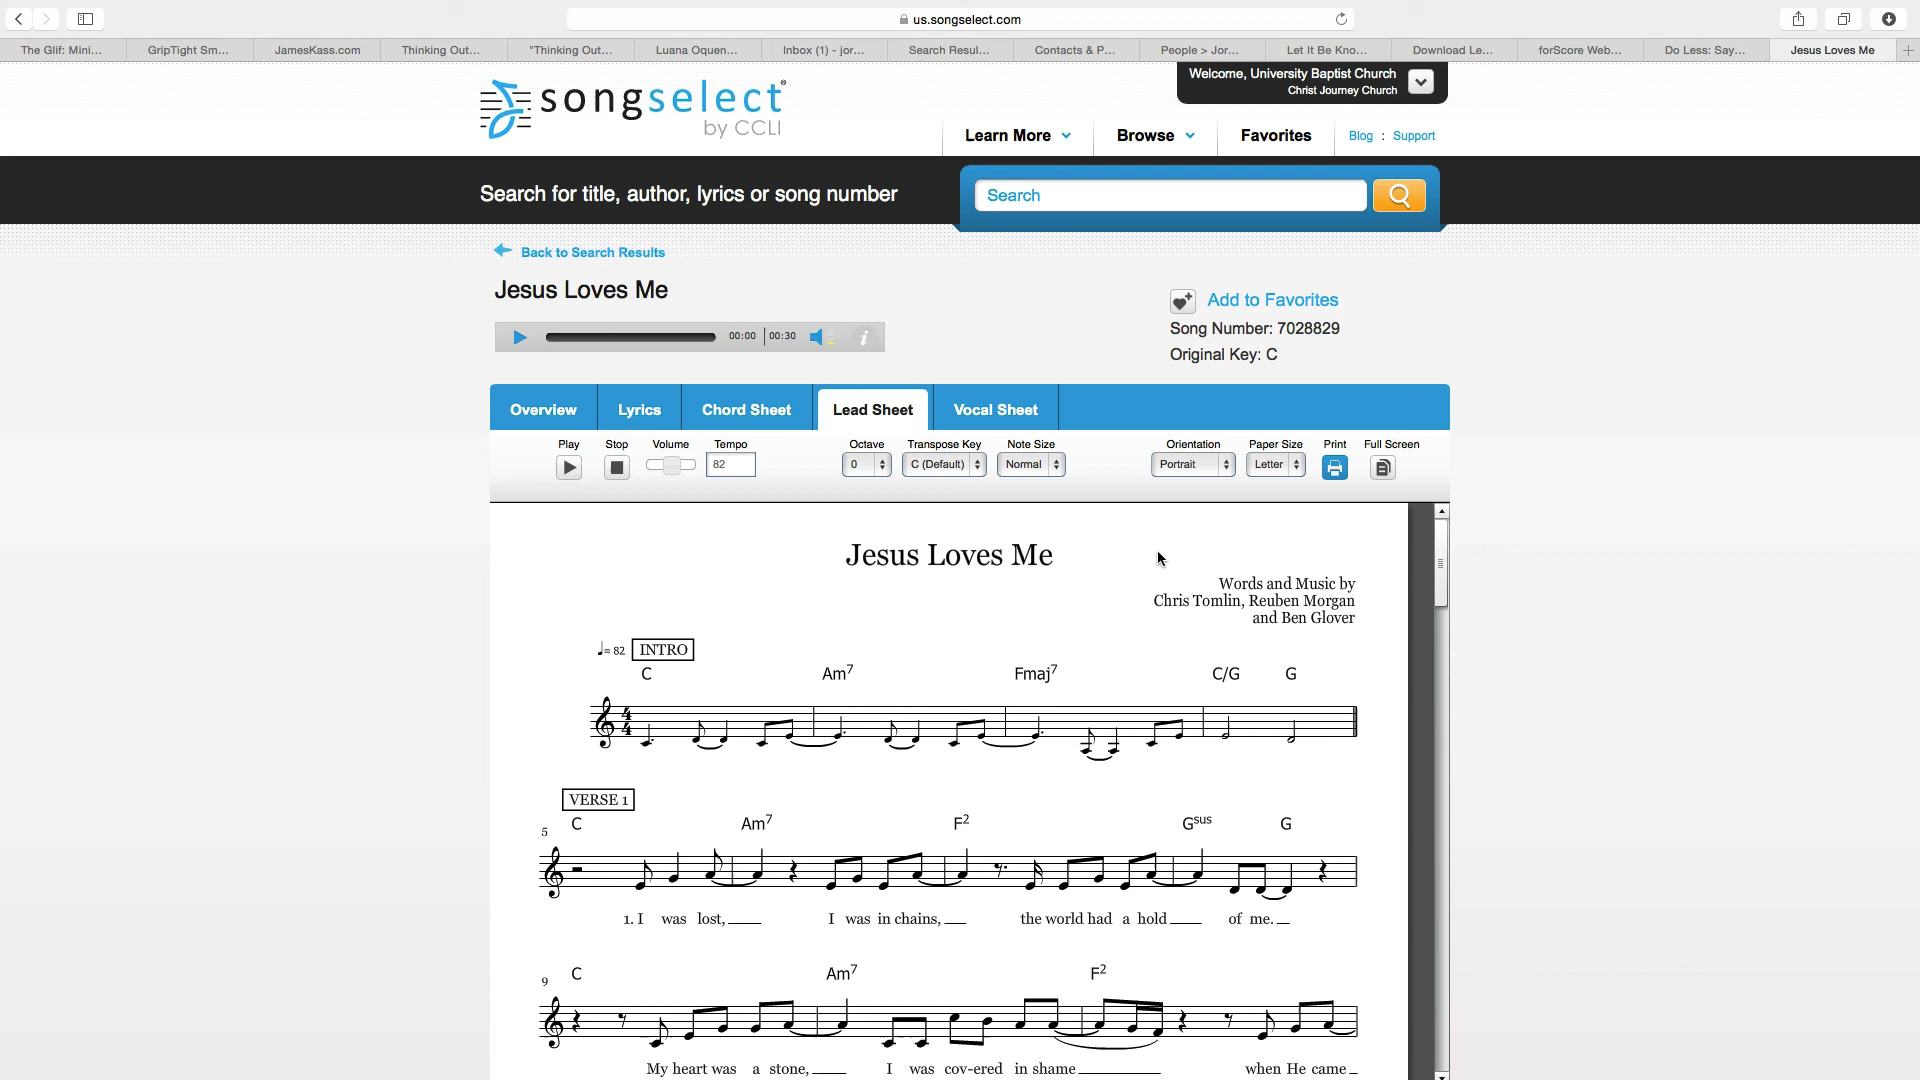 us.songselect.com
The Glif: Mini...
GripTight Sm...
JamesKass.com
Thinking Out...
"Thinking Out...
Luana Oquen...
Inbox (1) - jor...
Search Resul...
Contacts & P...
People > Jor...
Let It Be Kno...
Download Le...
forScore Web...
Do Less: Say...
Jesus Loves Me
Welcome, University Baptist Church
Christ Journey Church
songselect®
by CCLI
Learn More
Browse
Favorites
Blog : Support
Search for title, author, lyrics or song number
Search
Back to Search Results
Jesus Loves Me
00:00 00:30
Add to Favorites
Song Number: 7028829
Original Key: C
Overview
Lyrics
Chord Sheet
Lead Sheet
Vocal Sheet
Play
Stop
Volume
Tempo
Octave
Transpose Key
Note Size
Orientation
Paper Size
Print
Full Screen
82
0
C (Default)
Normal
Portrait
Letter
Jesus Loves Me
Words and Music by
Chris Tomlin, Reuben Morgan
and Ben Glover
♩= 82 INTRO
C Am7 Fmaj7 C/G G
4
4
VERSE 1
C Am7 F2 Gsus G
5
1. I was lost, I was in chains, the world had a hold of me.
C Am7 F2
9
My heart was a stone, I was cov-ered in shame when He came